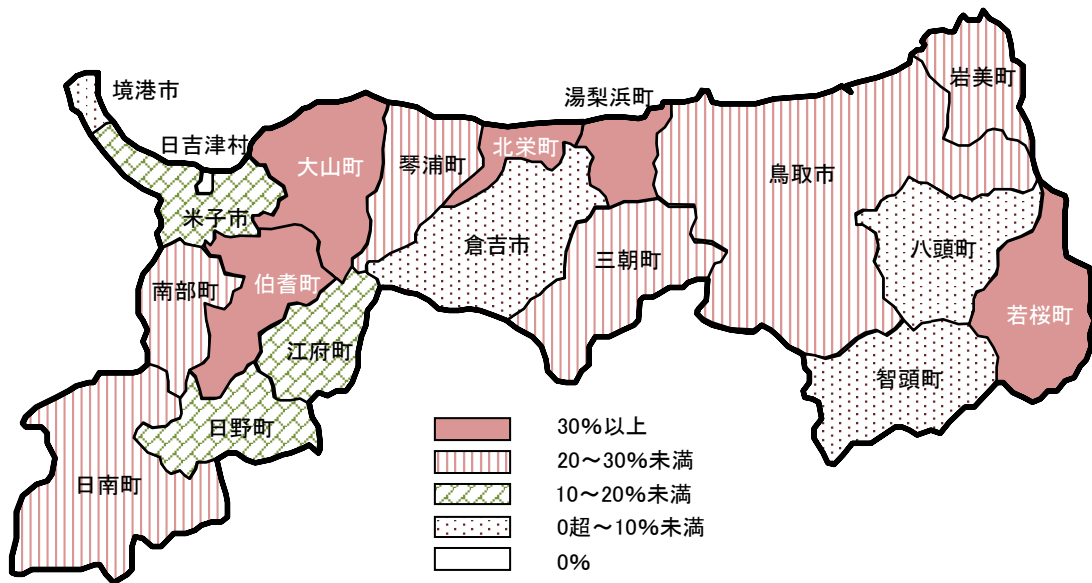 岩美町
境港市
湯梨浜町
日吉津村
北栄町
大山町
琴浦町
鳥取市
米子市
倉吉市
八頭町
三朝町
伯耆町
南部町
若桜町
江府町
智頭町
日野町
日南町
30%以上
20～30%未満
10～20%未満
0超～10%未満
0%